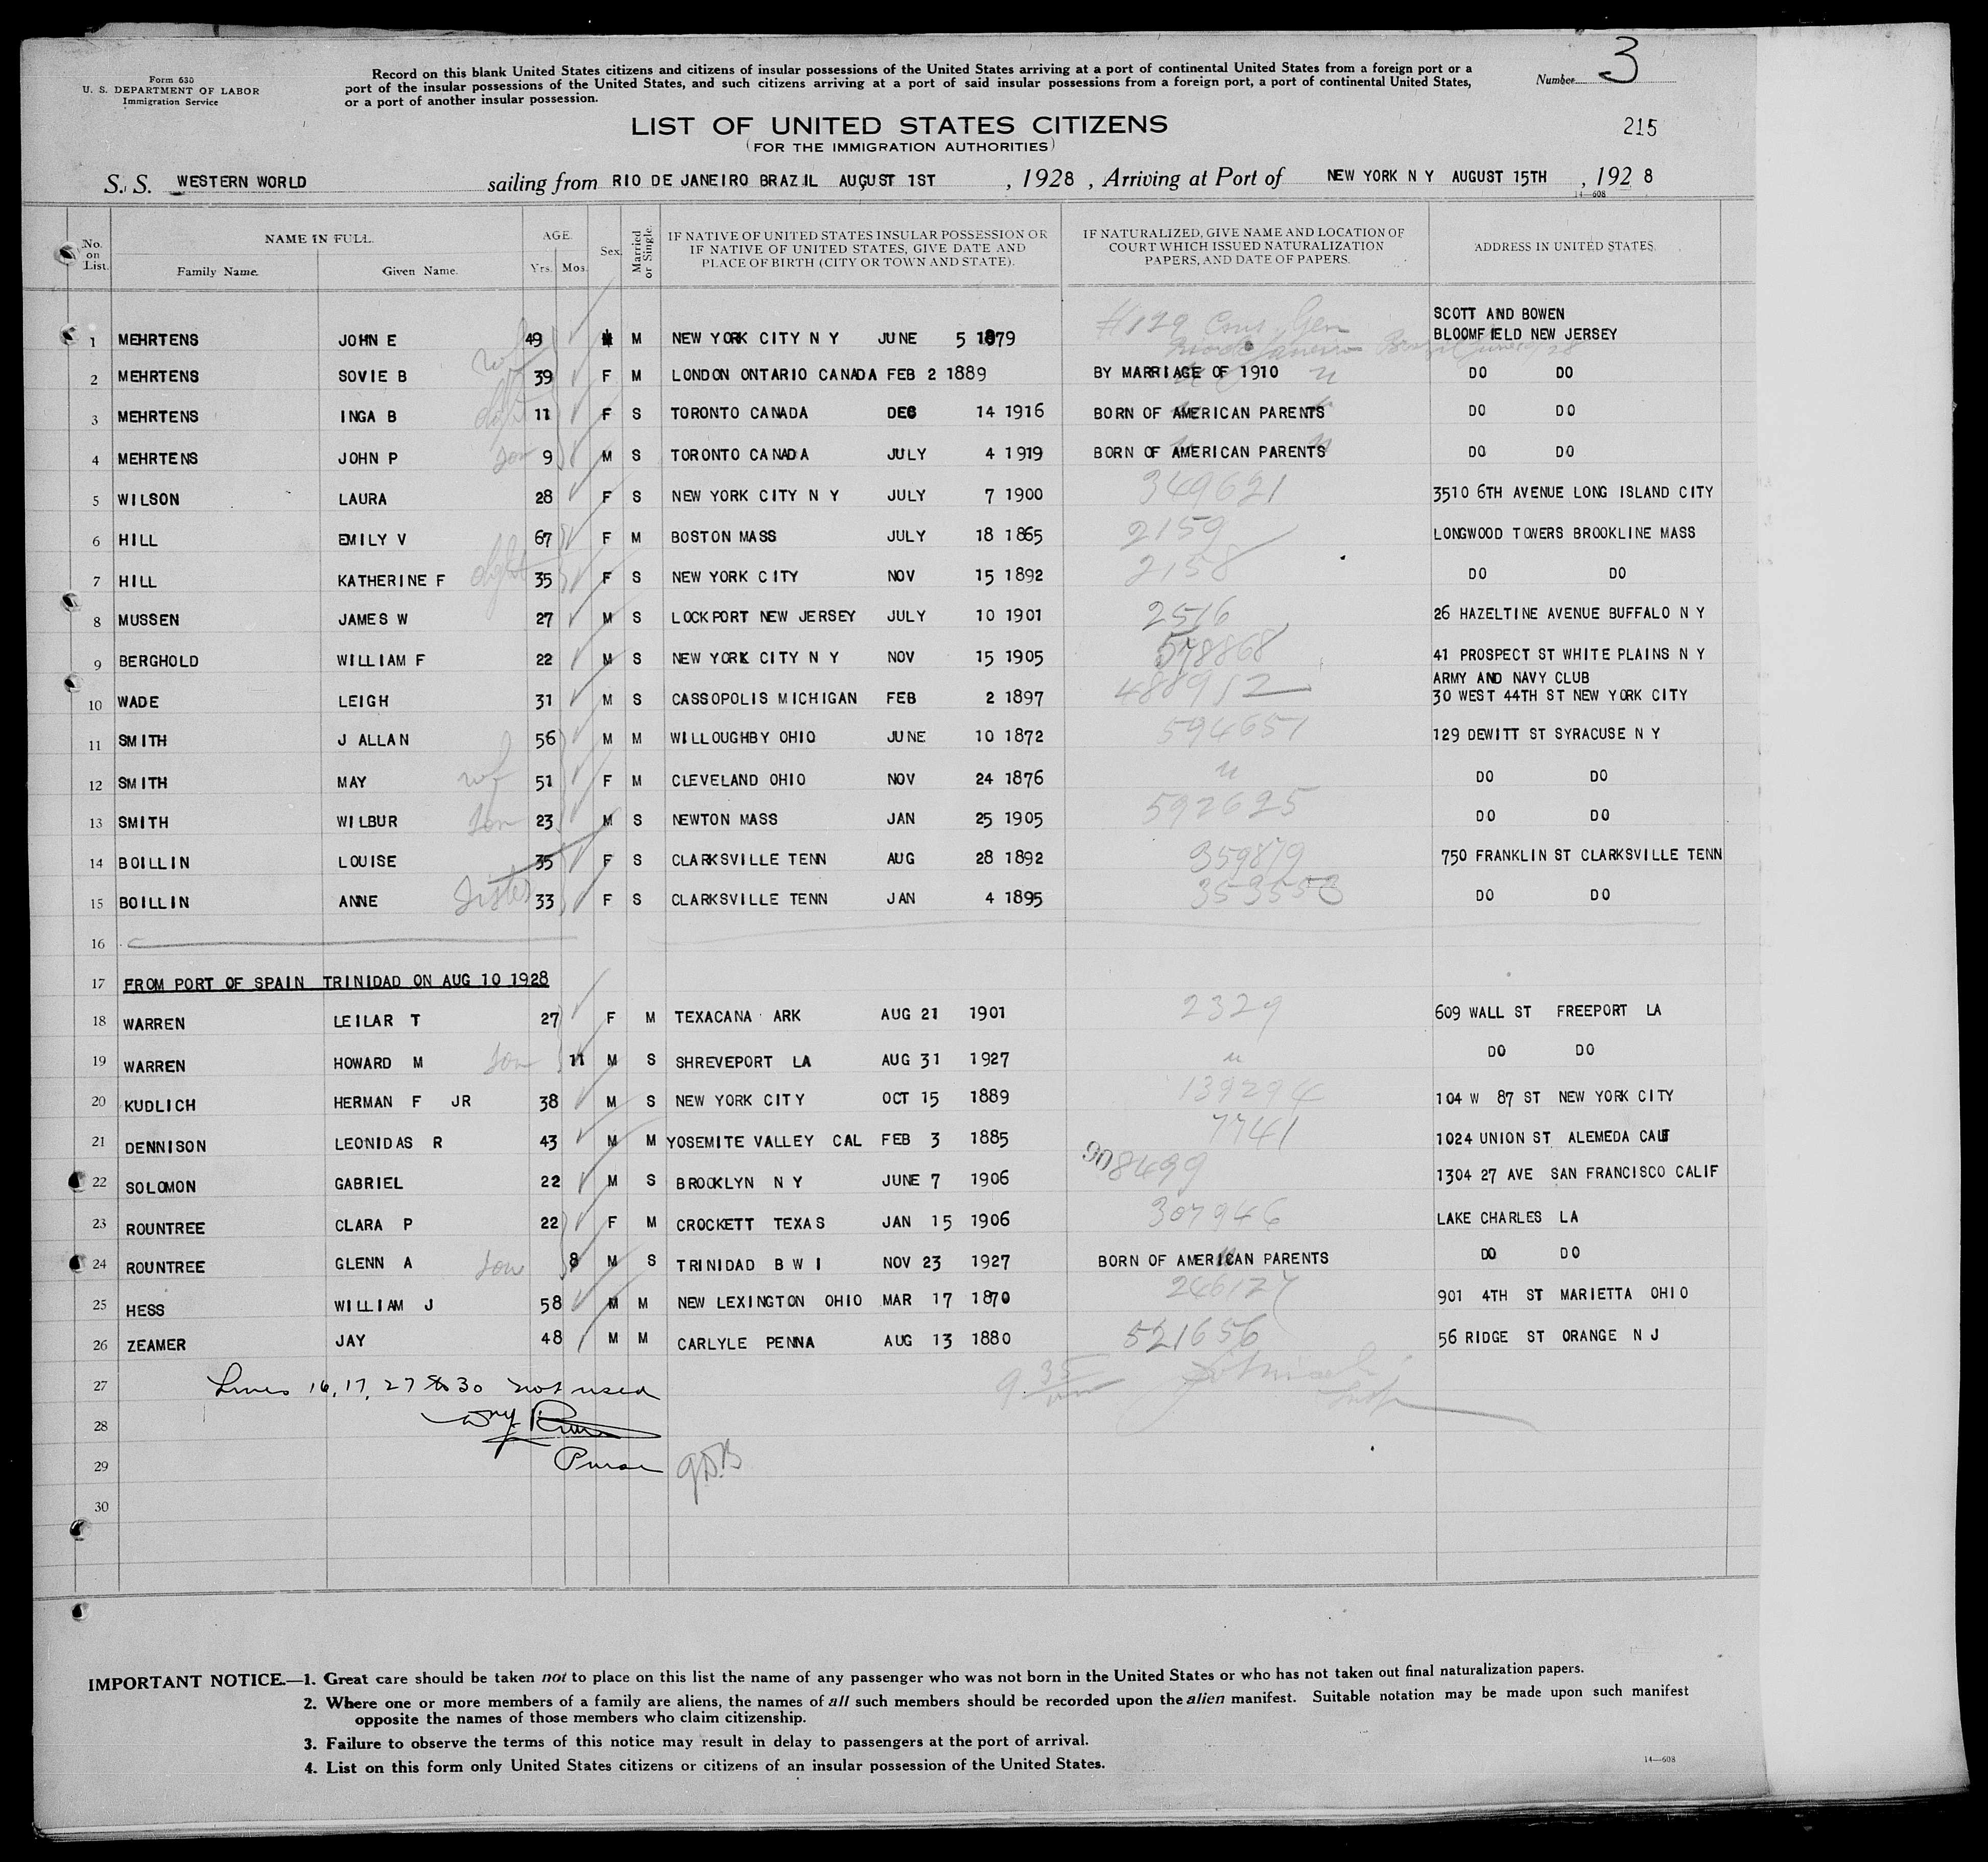 Form 630
U. S. DEPARTMENT OF LABOR
Immigration Service
Record on this blank United States citizens and citizens of insular possessions of the United States arriving at a port of continental United States from a foreign port or a
port of the insular possessions of the United States, and such citizens arriving at a port of said insular possessions from a foreign port, a port of continental United States,
or a port of another insular possession.
Number 3
LIST OF UNITED STATES CITIZENS
(FOR THE IMMIGRATION AUTHORITIES)
215
S. S. WESTERN WORLD sailing from RIO DE JANEIRO BRAZIL AUGUST 1ST , 1928 , Arriving at Port of NEW YORK N Y AUGUST 15TH , 192 8
14—608
No. on List. NAME IN FULL. Family Name. Given Name. AGE. Yrs. Mos. Sex. Married or Single. IF NATIVE OF UNITED STATES INSULAR POSSESSION OR IF NATIVE OF UNITED STATES, GIVE DATE AND PLACE OF BIRTH (CITY OR TOWN AND STATE). IF NATURALIZED, GIVE NAME AND LOCATION OF COURT WHICH ISSUED NATURALIZATION PAPERS, AND DATE OF PAPERS. ADDRESS IN UNITED STATES.
#129 Cons. Gen SCOTT AND BOWEN
1 MEHRTENS JOHN E 49 M NEW YORK CITY N Y JUNE 5 1879 Rio de Janeiro Brazil BLOOMFIELD NEW JERSEY
2 MEHRTENS SOVIE B wf 39 F M LONDON ONTARIO CANADA FEB 2 1889 BY MARRIAGE OF 1910 DO DO
3 MEHRTENS INGA B dght 11 F S TORONTO CANADA DEC 14 1916 BORN OF AMERICAN PARENTS DO DO
4 MEHRTENS JOHN P son 9 M S TORONTO CANADA JULY 4 1919 BORN OF AMERICAN PARENTS DO DO
5 WILSON LAURA 28 F S NEW YORK CITY N Y JULY 7 1900 349621 3510 6TH AVENUE LONG ISLAND CITY
6 HILL EMILY V 67 F M BOSTON MASS JULY 18 1865 2159 LONGWOOD TOWERS BROOKLINE MASS
7 HILL KATHERINE F dght 35 F S NEW YORK CITY NOV 15 1892 2158 DO DO
8 MUSSEN JAMES W 27 M S LOCKPORT NEW JERSEY JULY 10 1901 2516 26 HAZELTINE AVENUE BUFFALO N Y
9 BERGHOLD WILLIAM F 22 M S NEW YORK CITY N Y NOV 15 1905 578868 41 PROSPECT ST WHITE PLAINS N Y
ARMY AND NAVY CLUB
10 WADE LEIGH 31 M S CASSOPOLIS MICHIGAN FEB 2 1897 488912 30 WEST 44TH ST NEW YORK CITY
11 SMITH J ALLAN 56 M M WILLOUGHBY OHIO JUNE 10 1872 594657 129 DEWITT ST SYRACUSE N Y
12 SMITH MAY wf 51 F M CLEVELAND OHIO NOV 24 1876 " DO DO
13 SMITH WILBUR son 23 M S NEWTON MASS JAN 25 1905 592625 DO DO
14 BOILLIN LOUISE 35 F S CLARKSVILLE TENN AUG 28 1892 359879 750 FRANKLIN ST CLARKSVILLE TENN
15 BOILLIN ANNE Sister 33 F S CLARKSVILLE TENN JAN 4 1895 353553 DO DO
16
17 FROM PORT OF SPAIN TRINIDAD ON AUG 10 1928
18 WARREN LEILAR T 27 F M TEXACANA ARK AUG 21 1901 2329 609 WALL ST FREEPORT LA
19 WARREN HOWARD M son 11 M S SHREVEPORT LA AUG 31 1927 " DO DO
20 KUDLICH HERMAN F JR 38 M S NEW YORK CITY OCT 15 1889 139294 104 W 87 ST NEW YORK CITY
21 DENNISON LEONIDAS R 43 M M YOSEMITE VALLEY CAL FEB 3 1885 7741 1024 UNION ST ALEMEDA CALIF
22 SOLOMON GABRIEL 22 M S BROOKLYN N Y JUNE 7 1906 908499 1304 27 AVE SAN FRANCISCO CALIF
23 ROUNTREE CLARA P 22 F M CROCKETT TEXAS JAN 15 1906 307946 LAKE CHARLES LA
24 ROUNTREE GLENN A son 8 M S TRINIDAD B W I NOV 23 1927 BORN OF AMERICAN PARENTS DO DO
25 HESS WILLIAM J 58 M M NEW LEXINGTON OHIO MAR 17 1870 246127 901 4TH ST MARIETTA OHIO
26 ZEAMER JAY 48 M M CARLYLE PENNA AUG 13 1880 521656 56 RIDGE ST ORANGE N J
27 Lines 16, 17, 27 to 30 not used 9 35
28
29 Purser
30
IMPORTANT NOTICE.—1. Great care should be taken not to place on this list the name of any passenger who was not born in the United States or who has not taken out final naturalization papers.
2. Where one or more members of a family are aliens, the names of all such members should be recorded upon the alien manifest. Suitable notation may be made upon such manifest
opposite the names of those members who claim citizenship.
3. Failure to observe the terms of this notice may result in delay to passengers at the port of arrival.
4. List on this form only United States citizens or citizens of an insular possession of the United States.
14—608